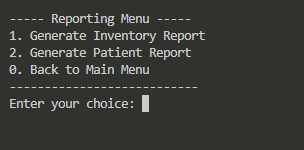 ----- Reporting Menu -----
1. Generate Inventory Report
2. Generate Patient Report
0. Back to Main Menu
---------------------------
Enter your choice: